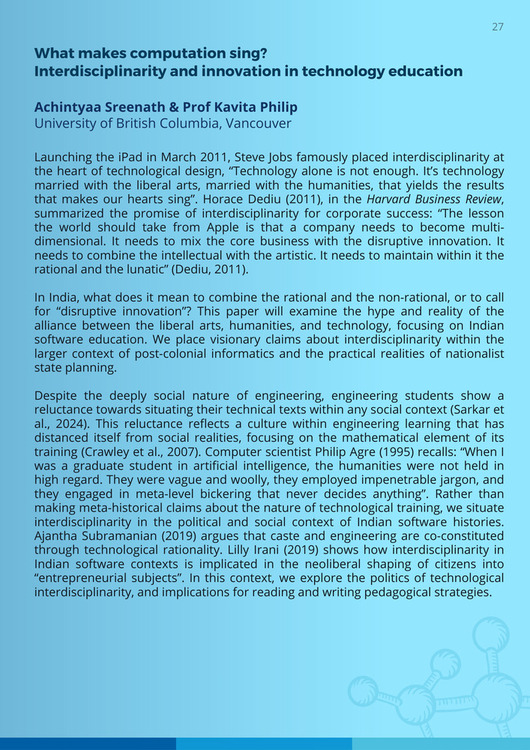 27
What makes computation sing?
Interdisciplinarity and innovation in technology education
Achintyaa Sreenath & Prof Kavita Philip
University of British Columbia, Vancouver
Launching the iPad in March 2011, Steve Jobs famously placed interdisciplinarity at
the heart of technological design, “Technology alone is not enough. It’s technology
married with the liberal arts, married with the humanities, that yields the results
that makes our hearts sing”. Horace Dediu (2011), in the Harvard Business Review,
summarized the promise of interdisciplinarity for corporate success: “The lesson
the world should take from Apple is that a company needs to become multi-
dimensional. It needs to mix the core business with the disruptive innovation. It
needs to combine the intellectual with the artistic. It needs to maintain within it the
rational and the lunatic” (Dediu, 2011).
In India, what does it mean to combine the rational and the non-rational, or to call
for “disruptive innovation”? This paper will examine the hype and reality of the
alliance between the liberal arts, humanities, and technology, focusing on Indian
software education. We place visionary claims about interdisciplinarity within the
larger context of post-colonial informatics and the practical realities of nationalist
state planning.
Despite the deeply social nature of engineering, engineering students show a
reluctance towards situating their technical texts within any social context (Sarkar et
al., 2024). This reluctance reflects a culture within engineering learning that has
distanced itself from social realities, focusing on the mathematical element of its
training (Crawley et al., 2007). Computer scientist Philip Agre (1995) recalls: “When I
was a graduate student in artificial intelligence, the humanities were not held in
high regard. They were vague and woolly, they employed impenetrable jargon, and
they engaged in meta-level bickering that never decides anything”. Rather than
making meta-historical claims about the nature of technological training, we situate
interdisciplinarity in the political and social context of Indian software histories.
Ajantha Subramanian (2019) argues that caste and engineering are co-constituted
through technological rationality. Lilly Irani (2019) shows how interdisciplinarity in
Indian software contexts is implicated in the neoliberal shaping of citizens into
“entrepreneurial subjects”. In this context, we explore the politics of technological
interdisciplinarity, and implications for reading and writing pedagogical strategies.